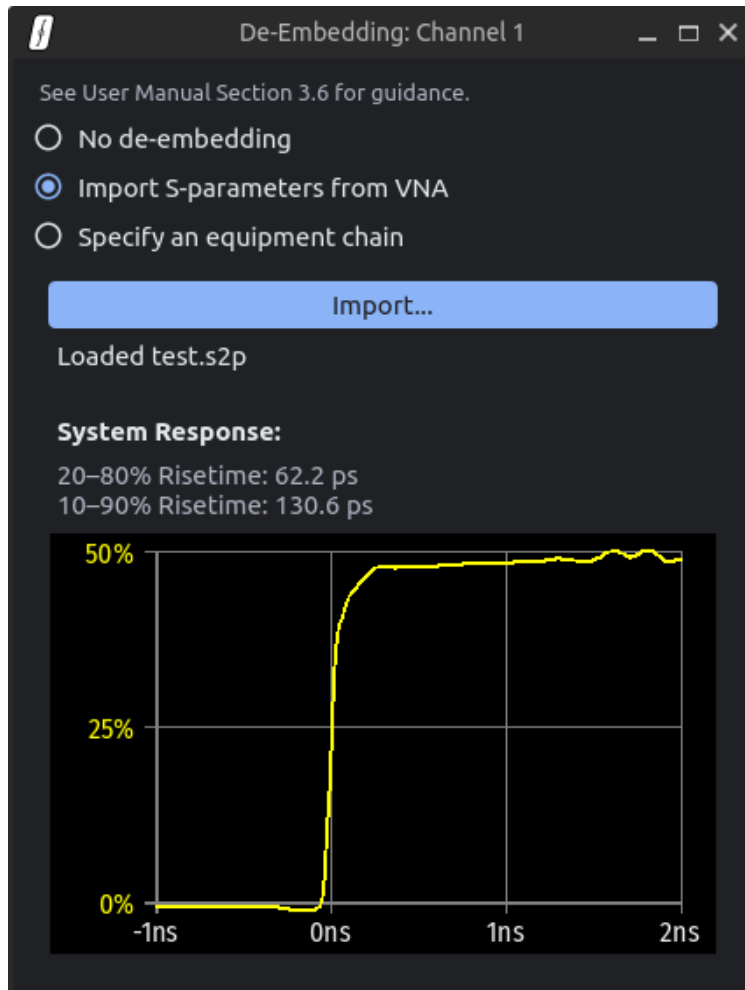 De-Embedding: Channel 1
See User Manual Section 3.6 for guidance.
No de-embedding
Import S-parameters from VNA
Specify an equipment chain
Import...
Loaded test.s2p
System Response:
20–80% Risetime: 62.2 ps
10–90% Risetime: 130.6 ps
50%
25%
0%
-1ns 0ns 1ns 2ns